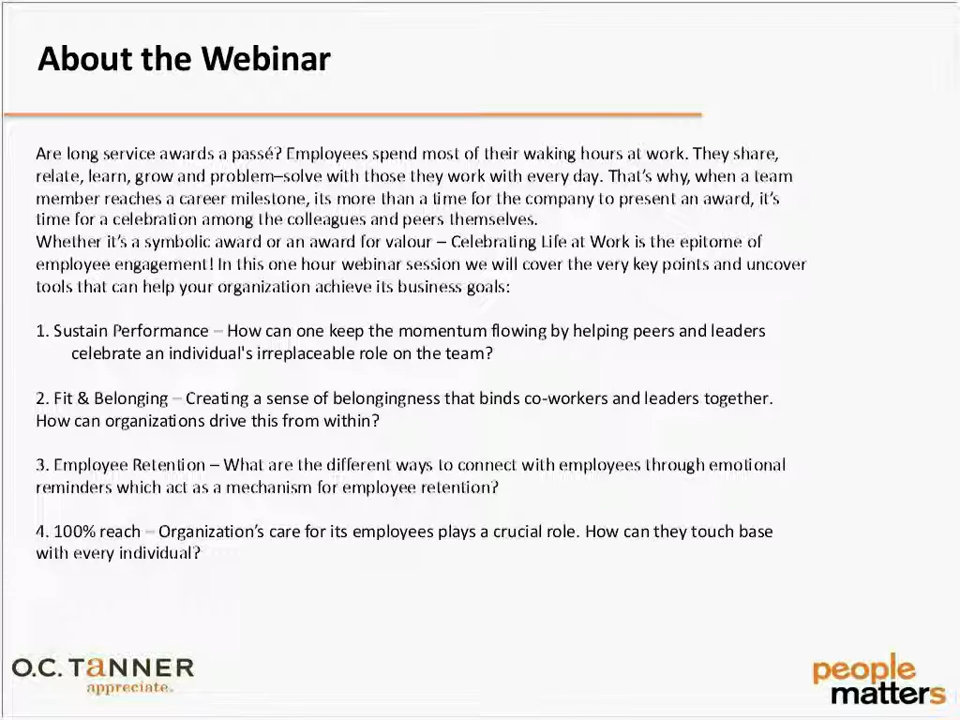 About the Webinar
Are long service awards a passé? Employees spend most of their waking hours at work. They share,
relate, learn, grow and problem–solve with those they work with every day. That's why, when a team
member reaches a career milestone, its more than a time for the company to present an award, it's
time for a celebration among the colleagues and peers themselves.
Whether it's a symbolic award or an award for valour – Celebrating Life at Work is the epitome of
employee engagement! In this one hour webinar session we will cover the very key points and uncover
tools that can help your organization achieve its business goals:
1. Sustain Performance – How can one keep the momentum flowing by helping peers and leaders
celebrate an individual's irreplaceable role on the team?
2. Fit & Belonging – Creating a sense of belongingness that binds co-workers and leaders together.
How can organizations drive this from within?
3. Employee Retention – What are the different ways to connect with employees through emotional
reminders which act as a mechanism for employee retention?
4. 100% reach – Organization's care for its employees plays a crucial role. How can they touch base
with every individual?
O.C. TANNER
appreciate.
people
matters